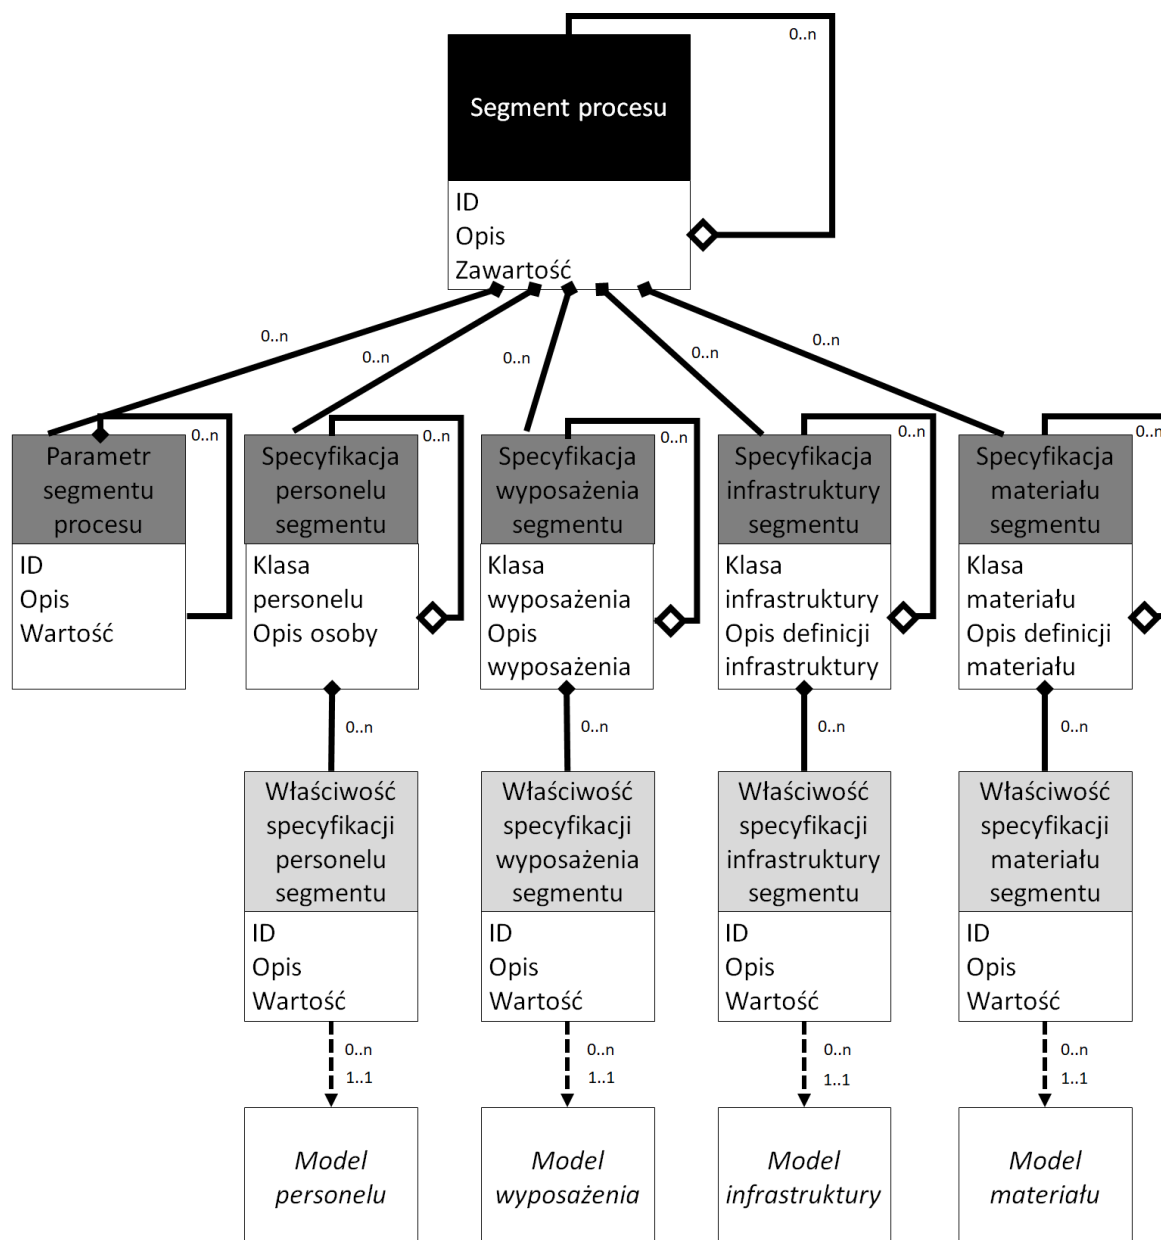 0..n
Segment procesu
ID
Opis
Zawartość
0..n
0..n
0..n
0..n
0..n
0..n
Parametr
segmentu
procesu
ID
Opis
Wartość
0..n
Specyfikacja
personelu
segmentu
Klasa
personelu
Opis osoby
0..n
Specyfikacja
wyposażenia
segmentu
Klasa
wyposażenia
Opis
wyposażenia
0..n
Specyfikacja
infrastruktury
segmentu
Klasa
infrastruktury
Opis definicji
infrastruktury
0..n
Specyfikacja
materiału
segmentu
Klasa
materiału
Opis definicji
materiału
0..n
0..n
0..n
0..n
Właściwość
specyfikacji
personelu
segmentu
ID
Opis
Wartość
Właściwość
specyfikacji
wyposażenia
segmentu
ID
Opis
Wartość
Właściwość
specyfikacji
infrastruktury
segmentu
ID
Opis
Wartość
Właściwość
specyfikacji
materiału
segmentu
ID
Opis
Wartość
0..n
1..1
0..n
1..1
0..n
1..1
0..n
1..1
Model
personelu
Model
wyposażenia
Model
infrastruktury
Model
materiału